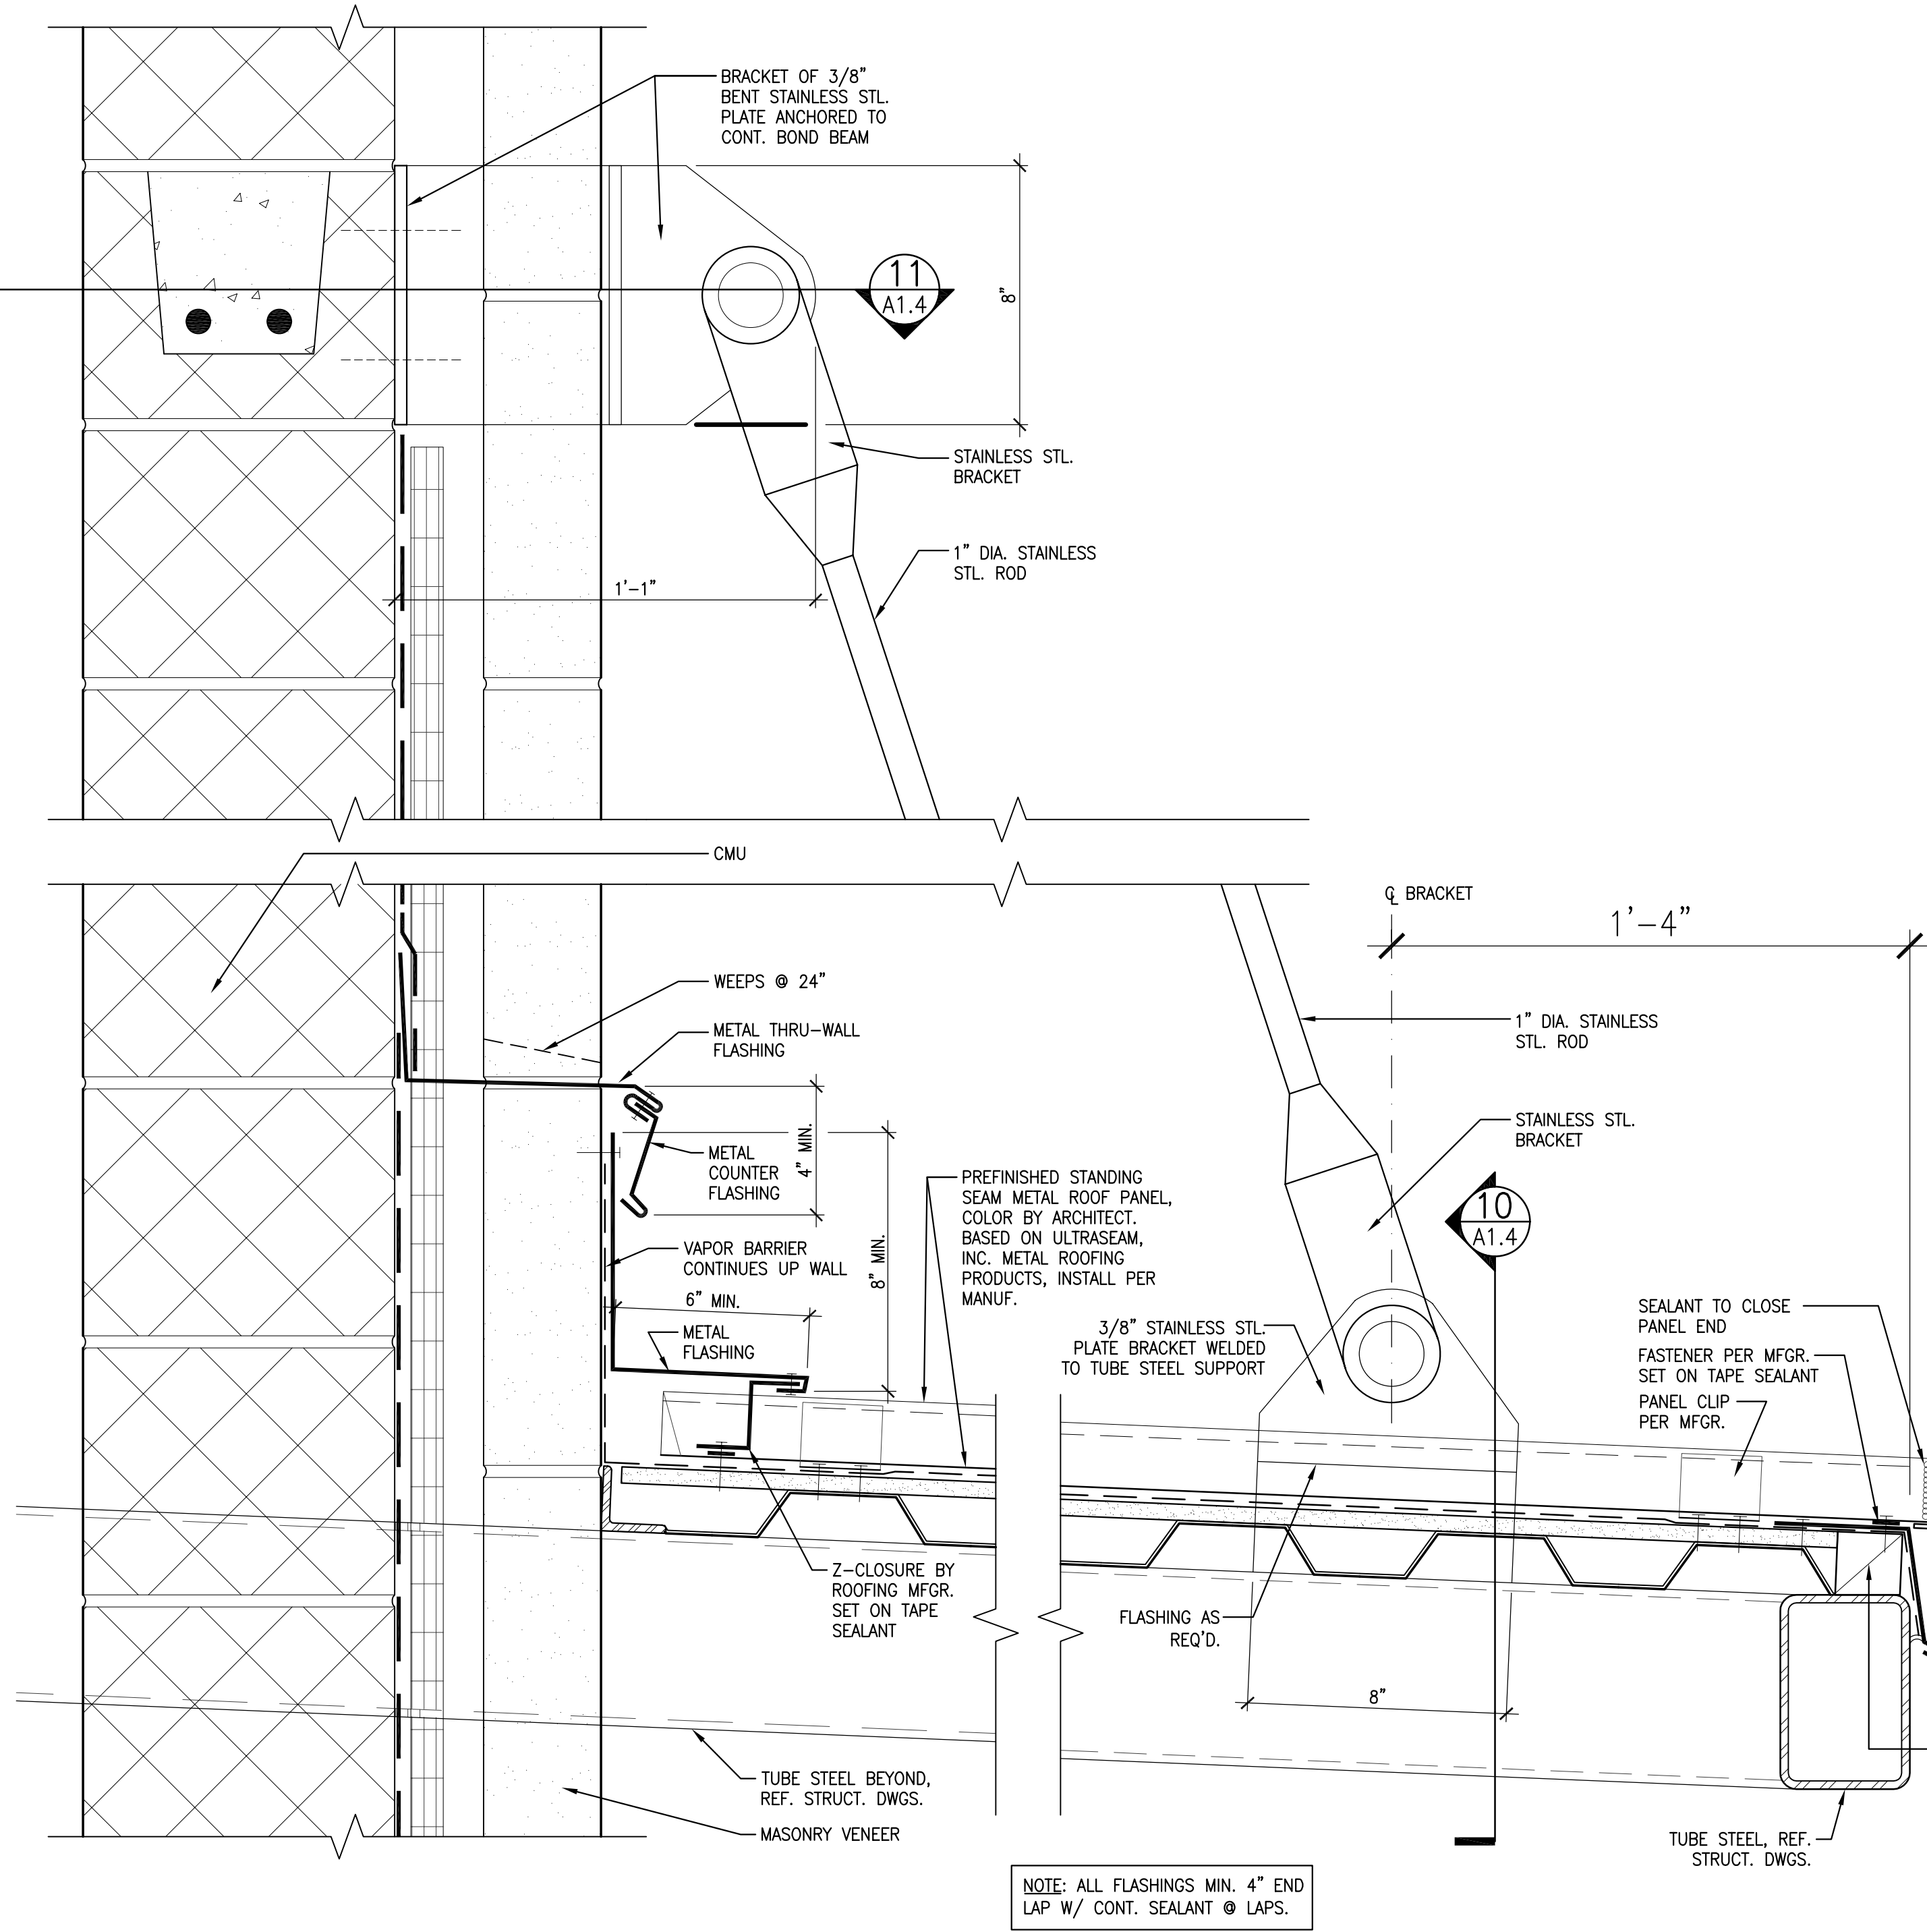 BRACKET OF 3/8"
BENT STAINLESS STL.
PLATE ANCHORED TO
CONT. BOND BEAM
11
A1.4
8"
STAINLESS STL.
BRACKET
1" DIA. STAINLESS
STL. ROD
1'-1"
CMU
℄ BRACKET
1'-4"
WEEPS @ 24"
METAL THRU-WALL
FLASHING
1" DIA. STAINLESS
STL. ROD
METAL
COUNTER
FLASHING
4" MIN.
STAINLESS STL.
BRACKET
PREFINISHED STANDING
SEAM METAL ROOF PANEL,
COLOR BY ARCHITECT.
BASED ON ULTRASEAM,
INC. METAL ROOFING
PRODUCTS, INSTALL PER
MANUF.
10
A1.4
VAPOR BARRIER
CONTINUES UP WALL
8" MIN.
6" MIN.
METAL
FLASHING
3/8" STAINLESS STL.
PLATE BRACKET WELDED
TO TUBE STEEL SUPPORT
SEALANT TO CLOSE
PANEL END
FASTENER PER MFGR.
SET ON TAPE SEALANT
PANEL CLIP
PER MFGR.
Z-CLOSURE BY
ROOFING MFGR.
SET ON TAPE
SEALANT
FLASHING AS
REQ'D.
8"
TUBE STEEL BEYOND,
REF. STRUCT. DWGS.
MASONRY VENEER
TUBE STEEL, REF.
STRUCT. DWGS.
NOTE: ALL FLASHINGS MIN. 4" END
LAP W/ CONT. SEALANT @ LAPS.